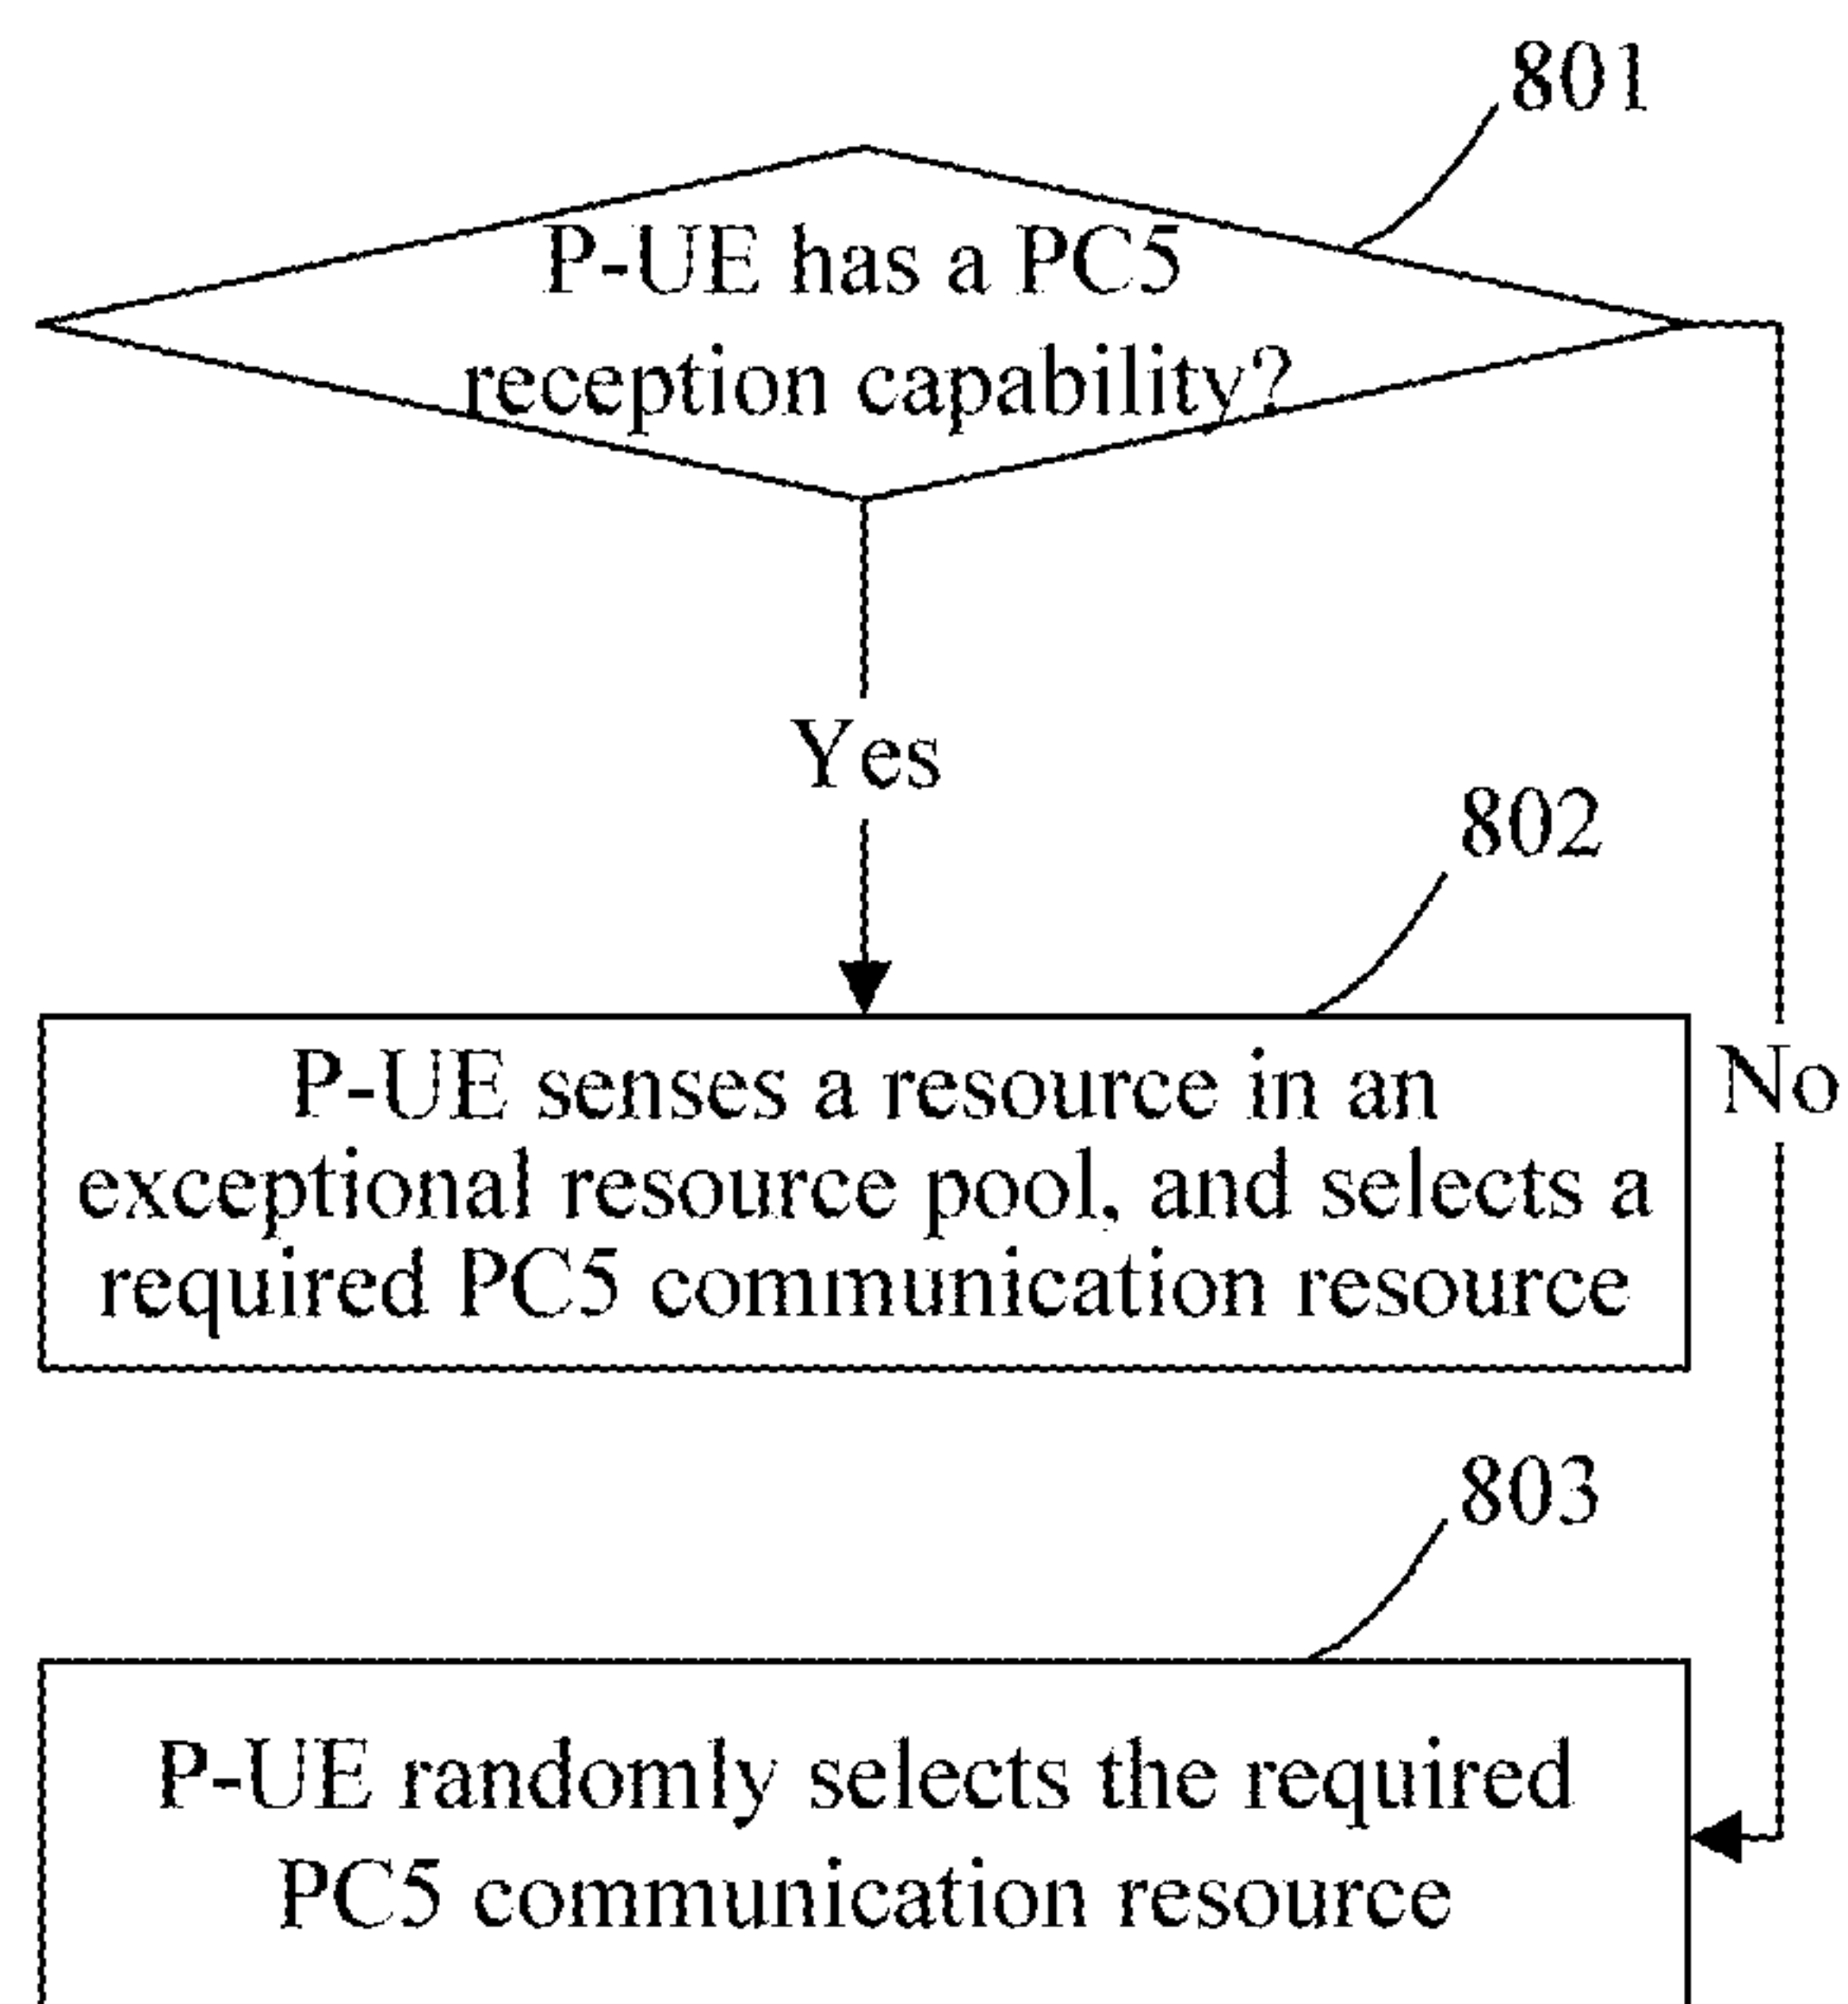 801
P-UE has a PC5
reception capability?
Yes
802
P-UE senses a resource in an
exceptional resource pool, and selects a
required PC5 communication resource
No
803
P-UE randomly selects the required
PC5 communication resource